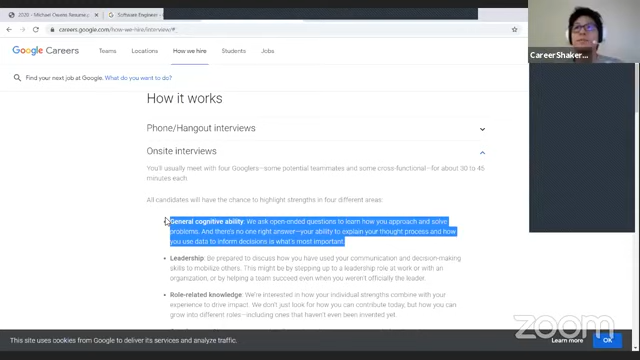 2020 - Michael Owens Resume.p
Software Engineer -
careers.google.com/how-we-hire/interview/#
Google Careers Teams Locations How we hire Students Jobs
Find your next job at Google. What do you want to do?
CareerShaker...
How it works
Phone/Hangout interviews
Onsite interviews
You'll usually meet with four Googlers—some potential teammates and some cross-functional—for about 30 to 45
minutes each.
All candidates will have the chance to highlight strengths in four different areas:
General cognitive ability: We ask open-ended questions to learn how you approach and solve
problems. And there's no one right answer—your ability to explain your thought process and how
you use data to inform decisions is what's most important.
Leadership: Be prepared to discuss how you have used your communication and decision-making
skills to mobilize others. This might be by stepping up to a leadership role at work or with an
organization, or by helping a team succeed even when you weren't officially the leader.
Role-related knowledge: We're interested in how your individual strengths combine with your
experience to drive impact. We don't just look for how you can contribute today, but how you can
grow into different roles—including ones that haven't even been invented yet.
This site uses cookies from Google to deliver its services and analyze traffic.
Learn more OK
zoom